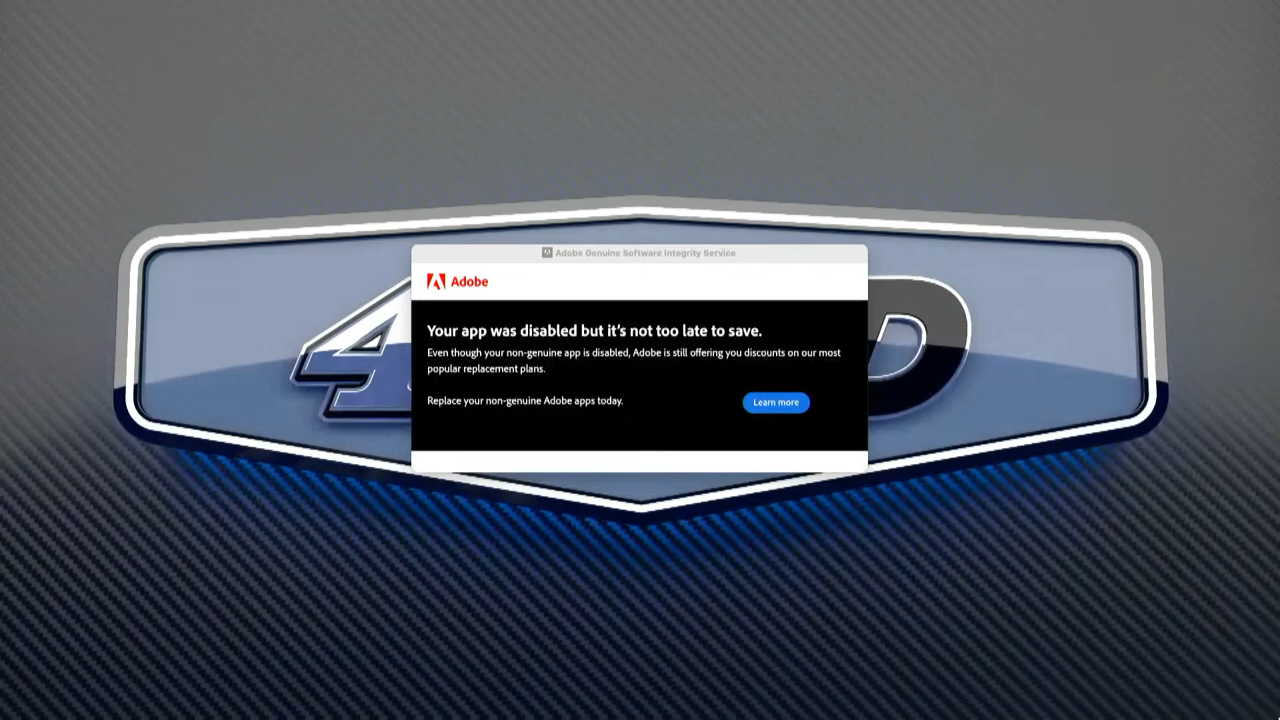 Adobe Genuine Software Integrity Service
Adobe
Your app was disabled but it's not too late to save.
Even though your non-genuine app is disabled, Adobe is still offering you discounts on our most
popular replacement plans.
Replace your non-genuine Adobe apps today.
Learn more
4
D